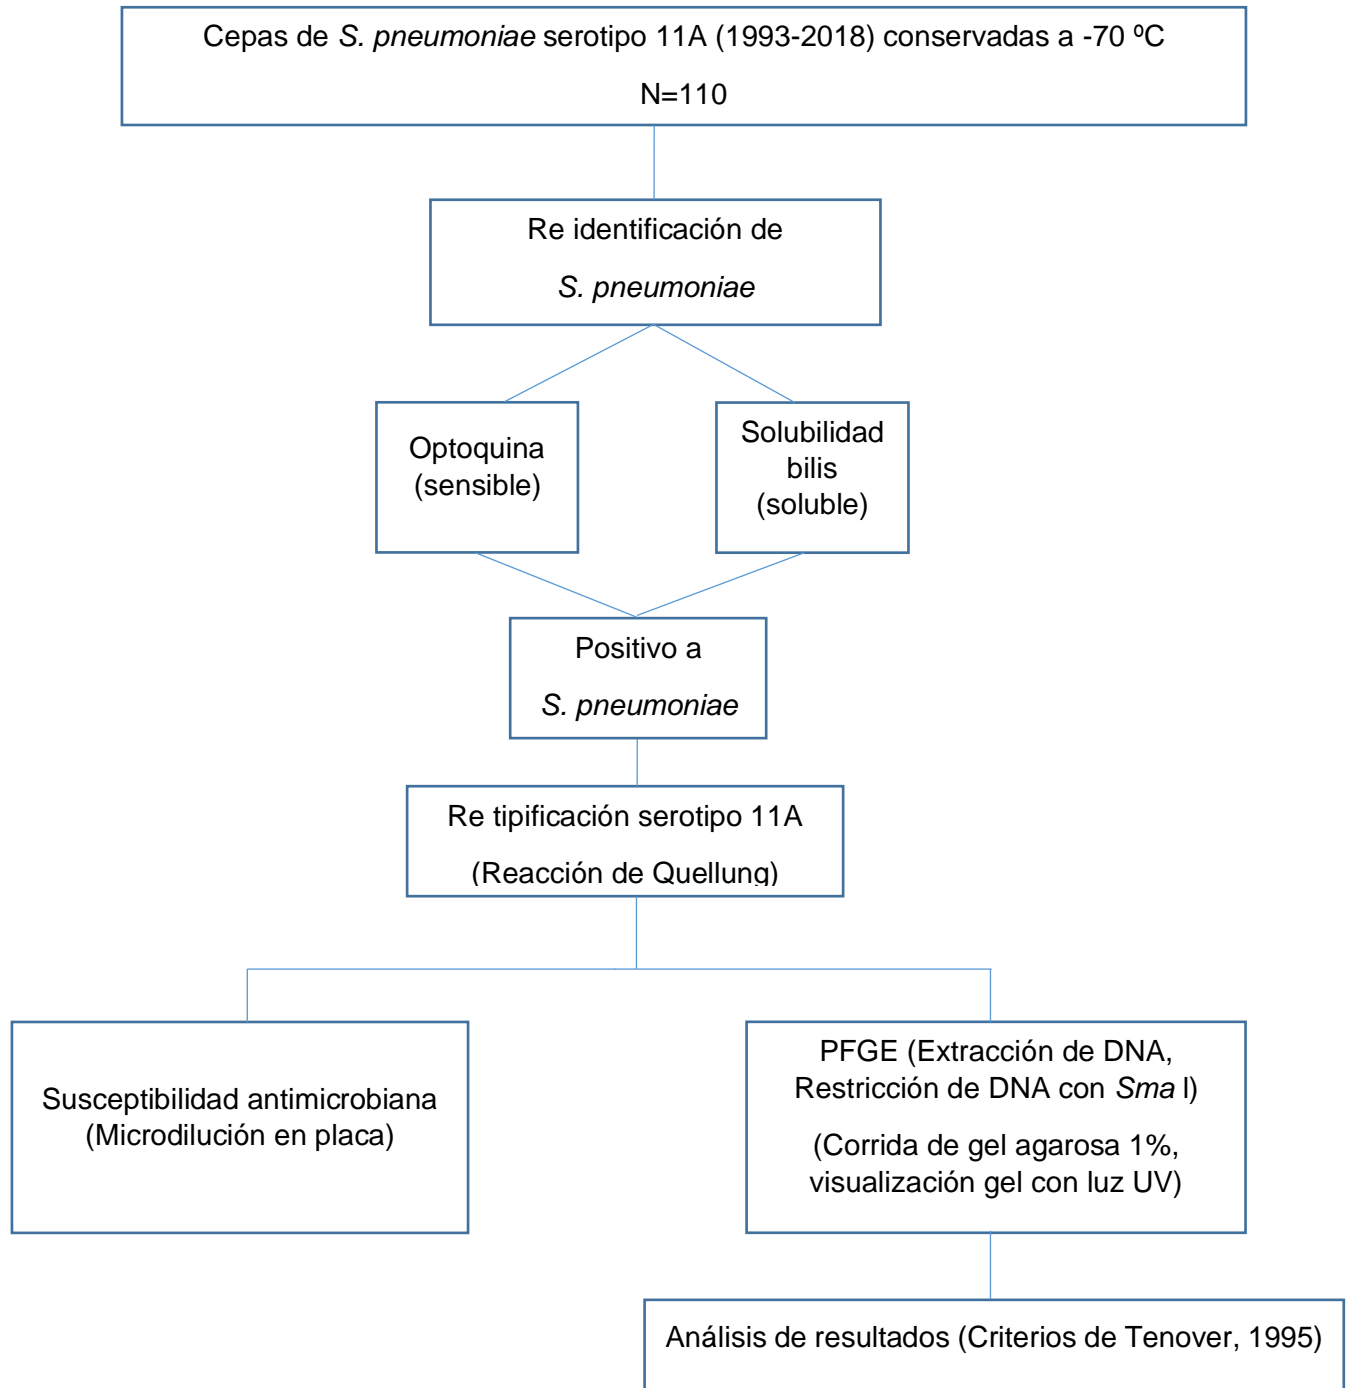 Cepas de S. pneumoniae serotipo 11A (1993-2018) conservadas a -70 ºC
N=110
Re identificación de
S. pneumoniae
Optoquina
(sensible)
Solubilidad
bilis
(soluble)
Positivo a
S. pneumoniae
Re tipificación serotipo 11A
(Reacción de Quellung)
Susceptibilidad antimicrobiana
(Microdilución en placa)
PFGE (Extracción de DNA,
Restricción de DNA con Sma I)
(Corrida de gel agarosa 1%,
visualización gel con luz UV)
Análisis de resultados (Criterios de Tenover, 1995)